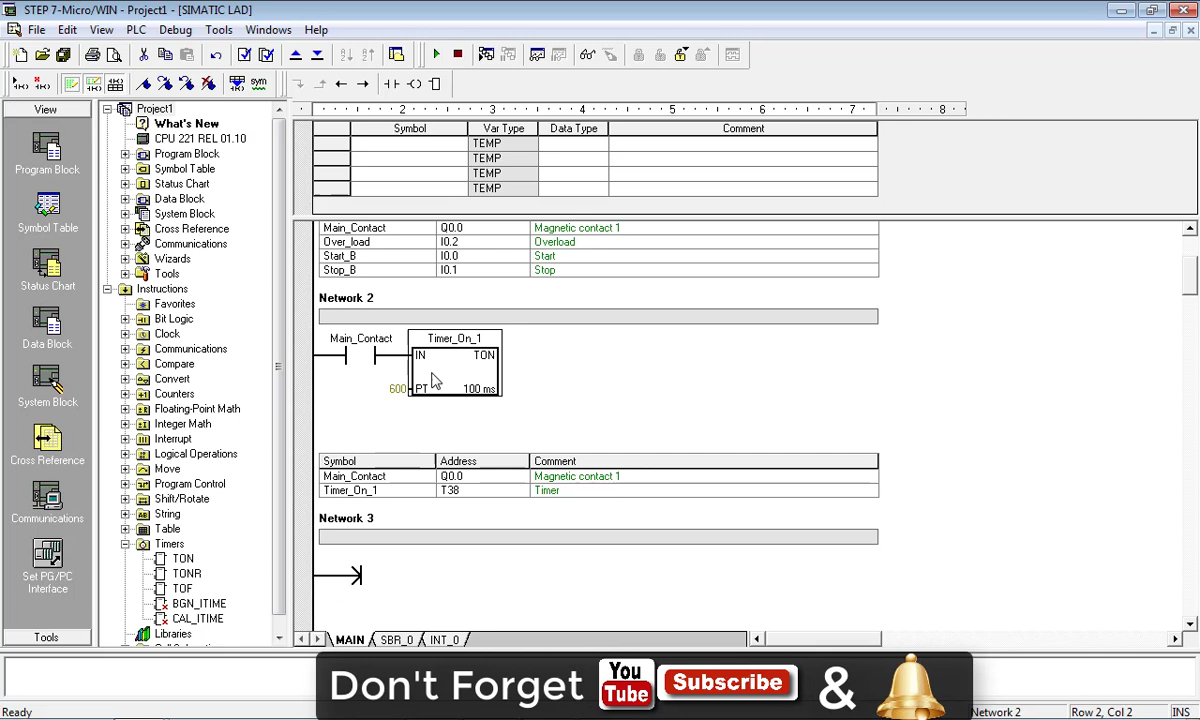 STEP 7-Micro/WIN - Project1 - [SIMATIC LAD]
File Edit View PLC Debug Tools Windows Help
sym
View
Program Block
Symbol Table
Status Chart
Data Block
System Block
Cross Reference
Communications
Set PG/PC
Interface
Tools
Project1
What's New
CPU 221 REL 01.10
Program Block
Symbol Table
Status Chart
Data Block
System Block
Cross Reference
Communications
Wizards
Tools
Instructions
Favorites
Bit Logic
Clock
Communications
Compare
Convert
Counters
Floating-Point Math
Integer Math
Interrupt
Logical Operations
Move
Program Control
Shift/Rotate
String
Table
Timers
TON
TONR
TOF
BGN_ITIME
CAL_ITIME
Libraries
2 3 4 5 6 7 8
Symbol Var Type Data Type Comment
TEMP
TEMP
TEMP
TEMP
Main_Contact Q0.0 Magnetic contact 1
Over_load I0.2 Overload
Start_B I0.0 Start
Stop_B I0.1 Stop
Network 2
Main_Contact Timer_On_1
IN TON
600 PT 100 ms
Symbol Address Comment
Main_Contact Q0.0 Magnetic contact 1
Timer_On_1 T38 Timer
Network 3
MAIN SBR_0 INT_0
Don't Forget You Tube Subscribe &
Ready Network 2 Row 2, Col 2 INS